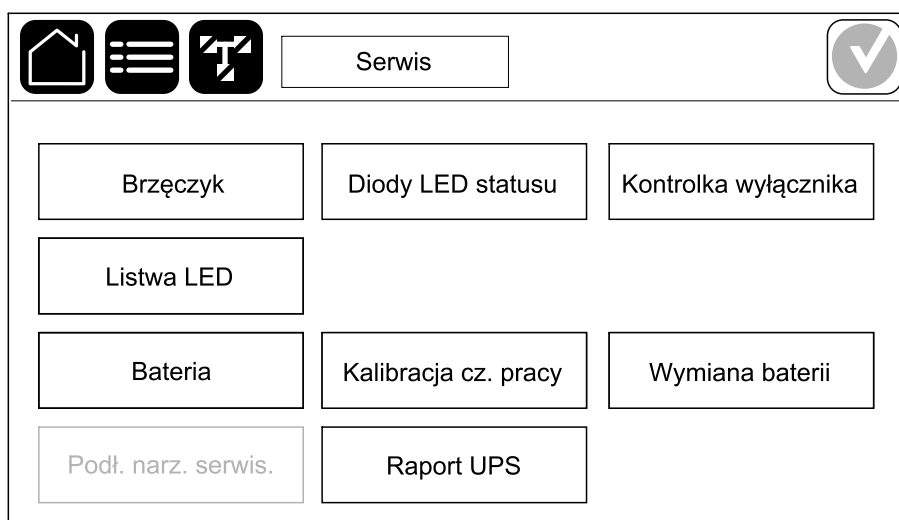 Serwis
Brzęczyk
Diody LED statusu
Kontrolka wyłącznika
Listwa LED
Bateria
Kalibracja cz. pracy
Wymiana baterii
Podł. narz. serwis.
Raport UPS